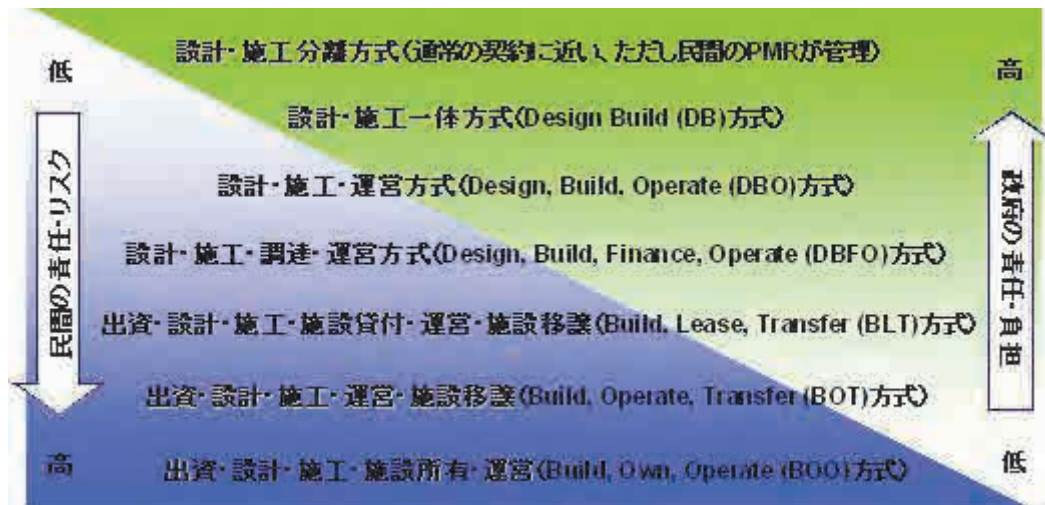 設計・施工分離方式(通常の契約に近い、ただし民間のPMRが管理)
低
高
設計・施工一体方式(Design Build (DB)方式)
設計・施工・運営方式(Design, Build, Operate (DBO)方式)
民間の責任・リスク
政府の責任・負担
設計・施工・調達・運営方式(Design, Build, Finance, Operate (DBFO)方式)
出資・設計・施工・施設貸付・運営・施設移譲(Build, Lease, Transfer (BLT)方式)
出資・設計・施工・運営・施設移譲(Build, Operate, Transfer (BOT)方式)
高
出資・設計・施工・施設所有・運営(Build, Own, Operate (BOO)方式)
低